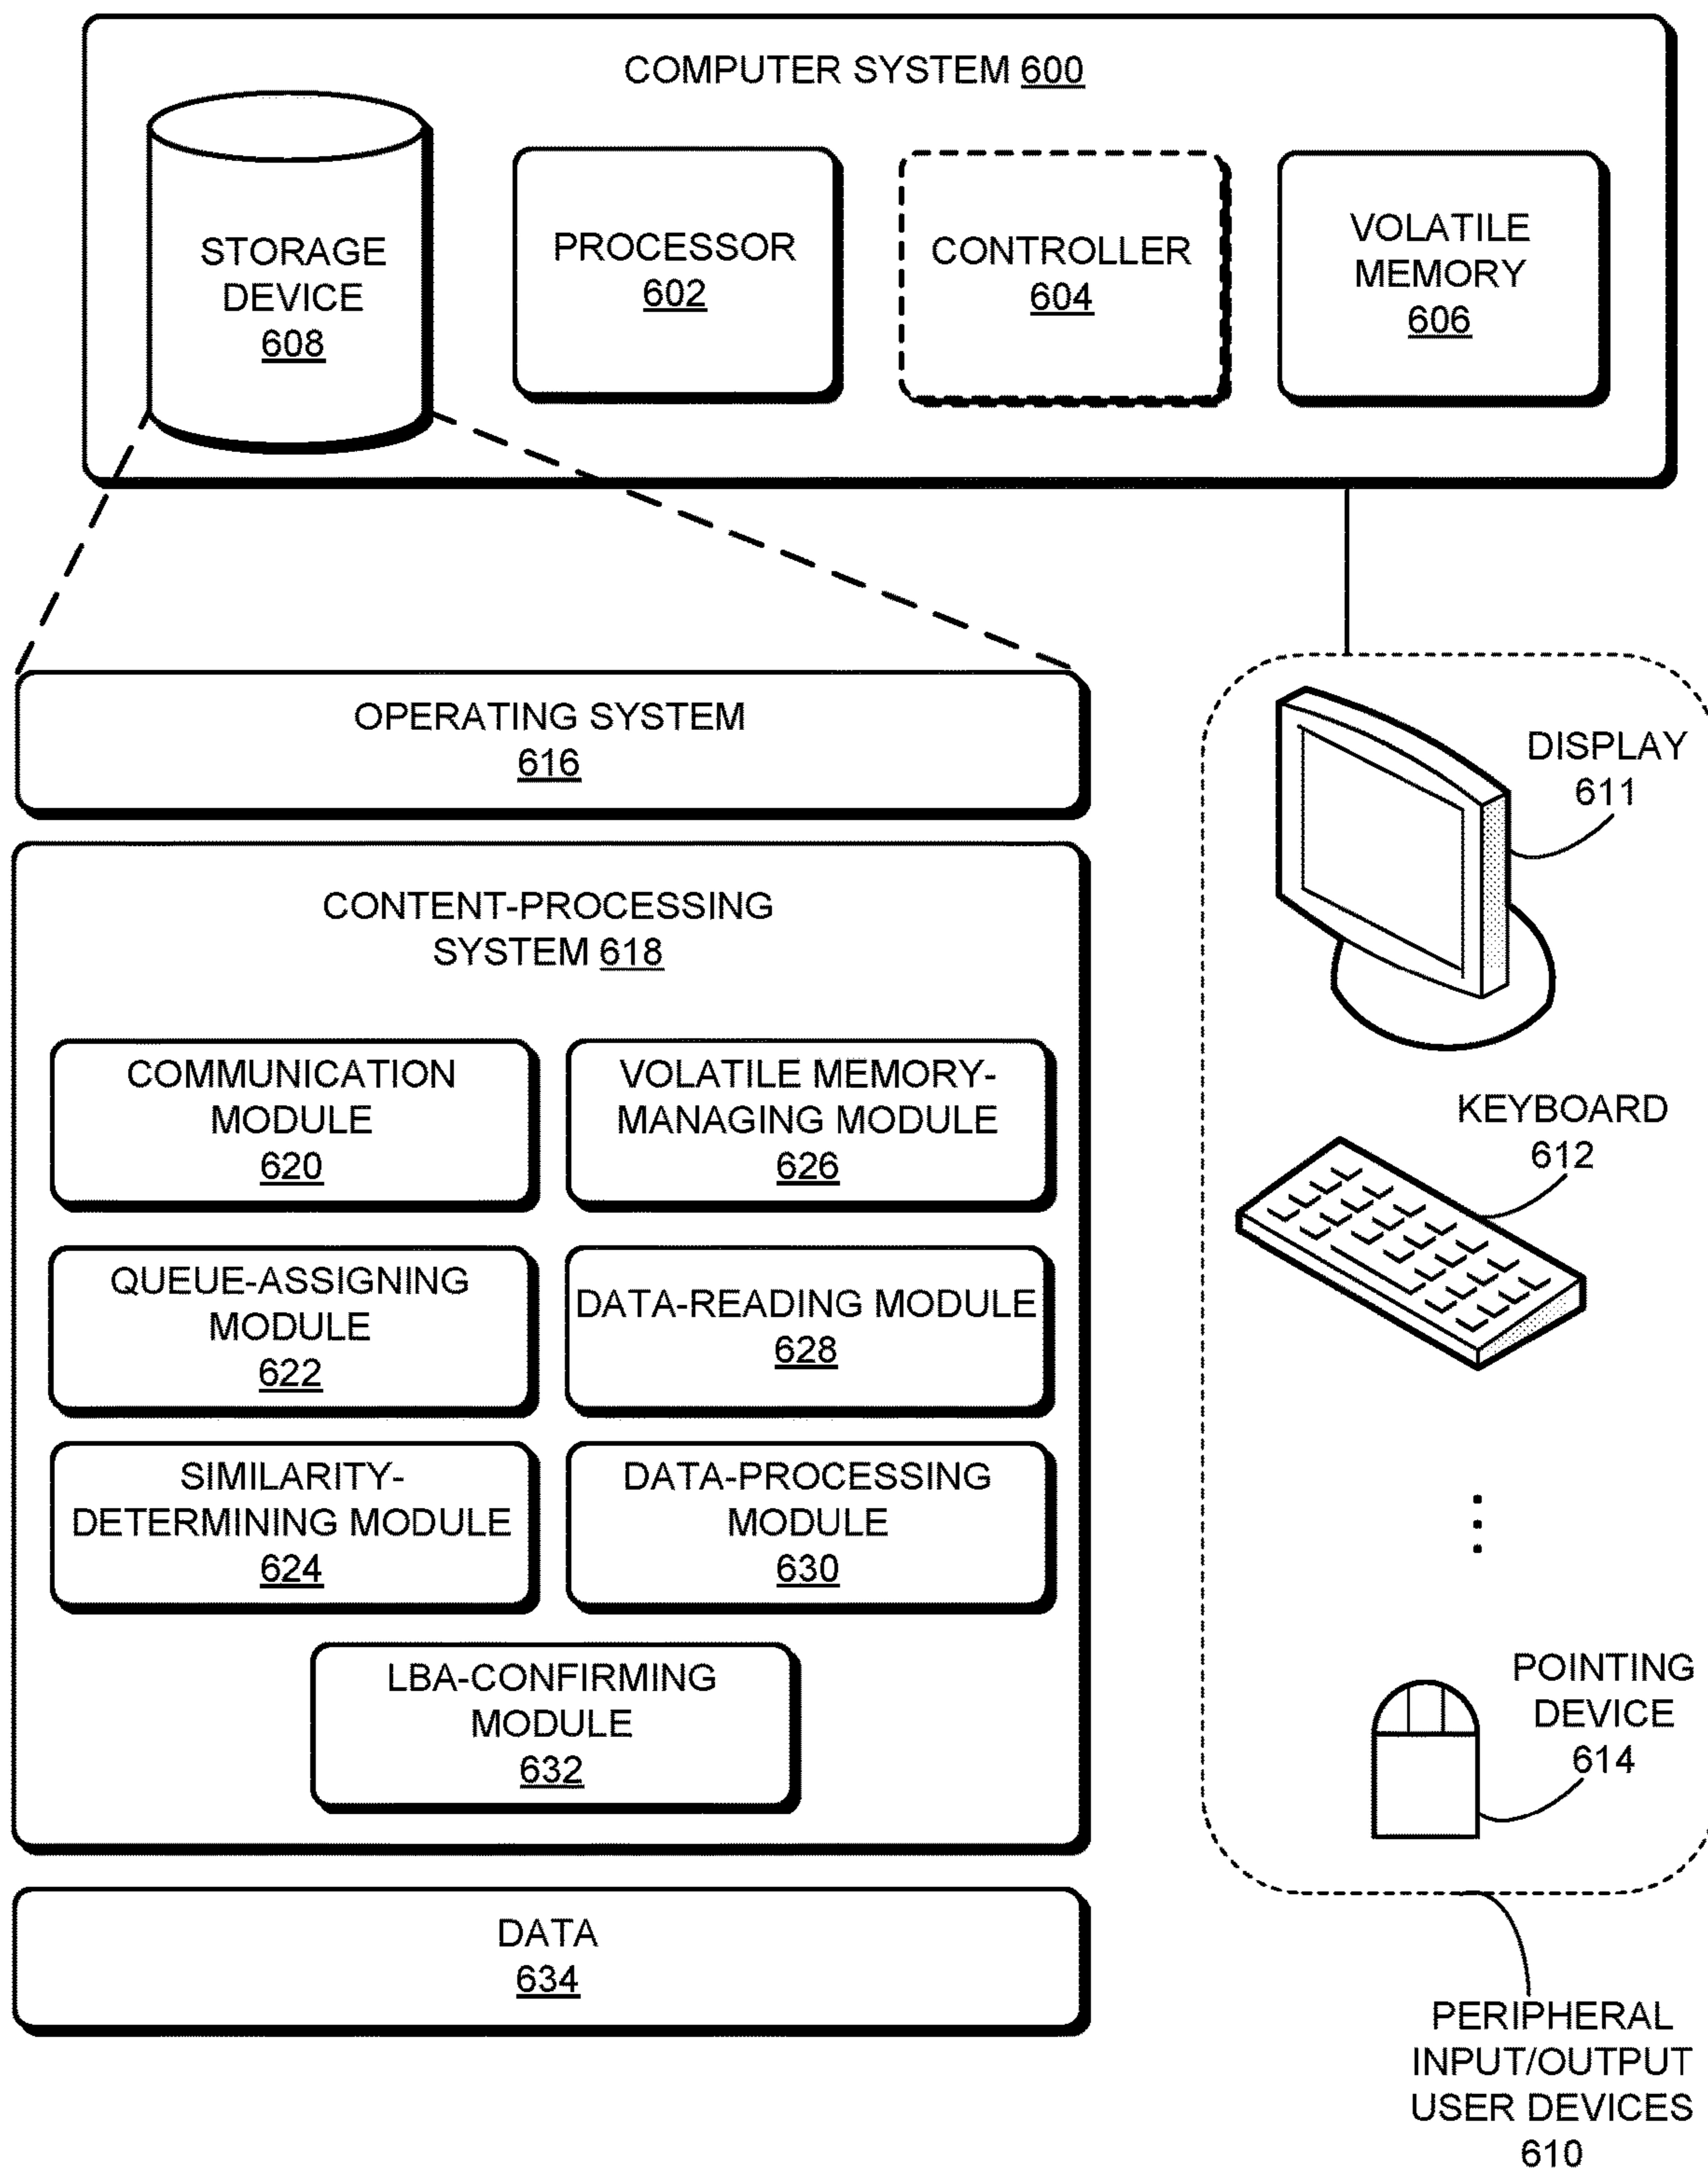 COMPUTER SYSTEM 600
STORAGE
DEVICE
608
PROCESSOR
602
CONTROLLER
604
VOLATILE
MEMORY
606
OPERATING SYSTEM
616
CONTENT-PROCESSING
SYSTEM 618
COMMUNICATION
MODULE
620
VOLATILE MEMORY-
MANAGING MODULE
626
QUEUE-ASSIGNING
MODULE
622
DATA-READING MODULE
628
SIMILARITY-
DETERMINING MODULE
624
DATA-PROCESSING
MODULE
630
LBA-CONFIRMING
MODULE
632
DATA
634
DISPLAY
611
KEYBOARD
612
POINTING
DEVICE
614
PERIPHERAL
INPUT/OUTPUT
USER DEVICES
610